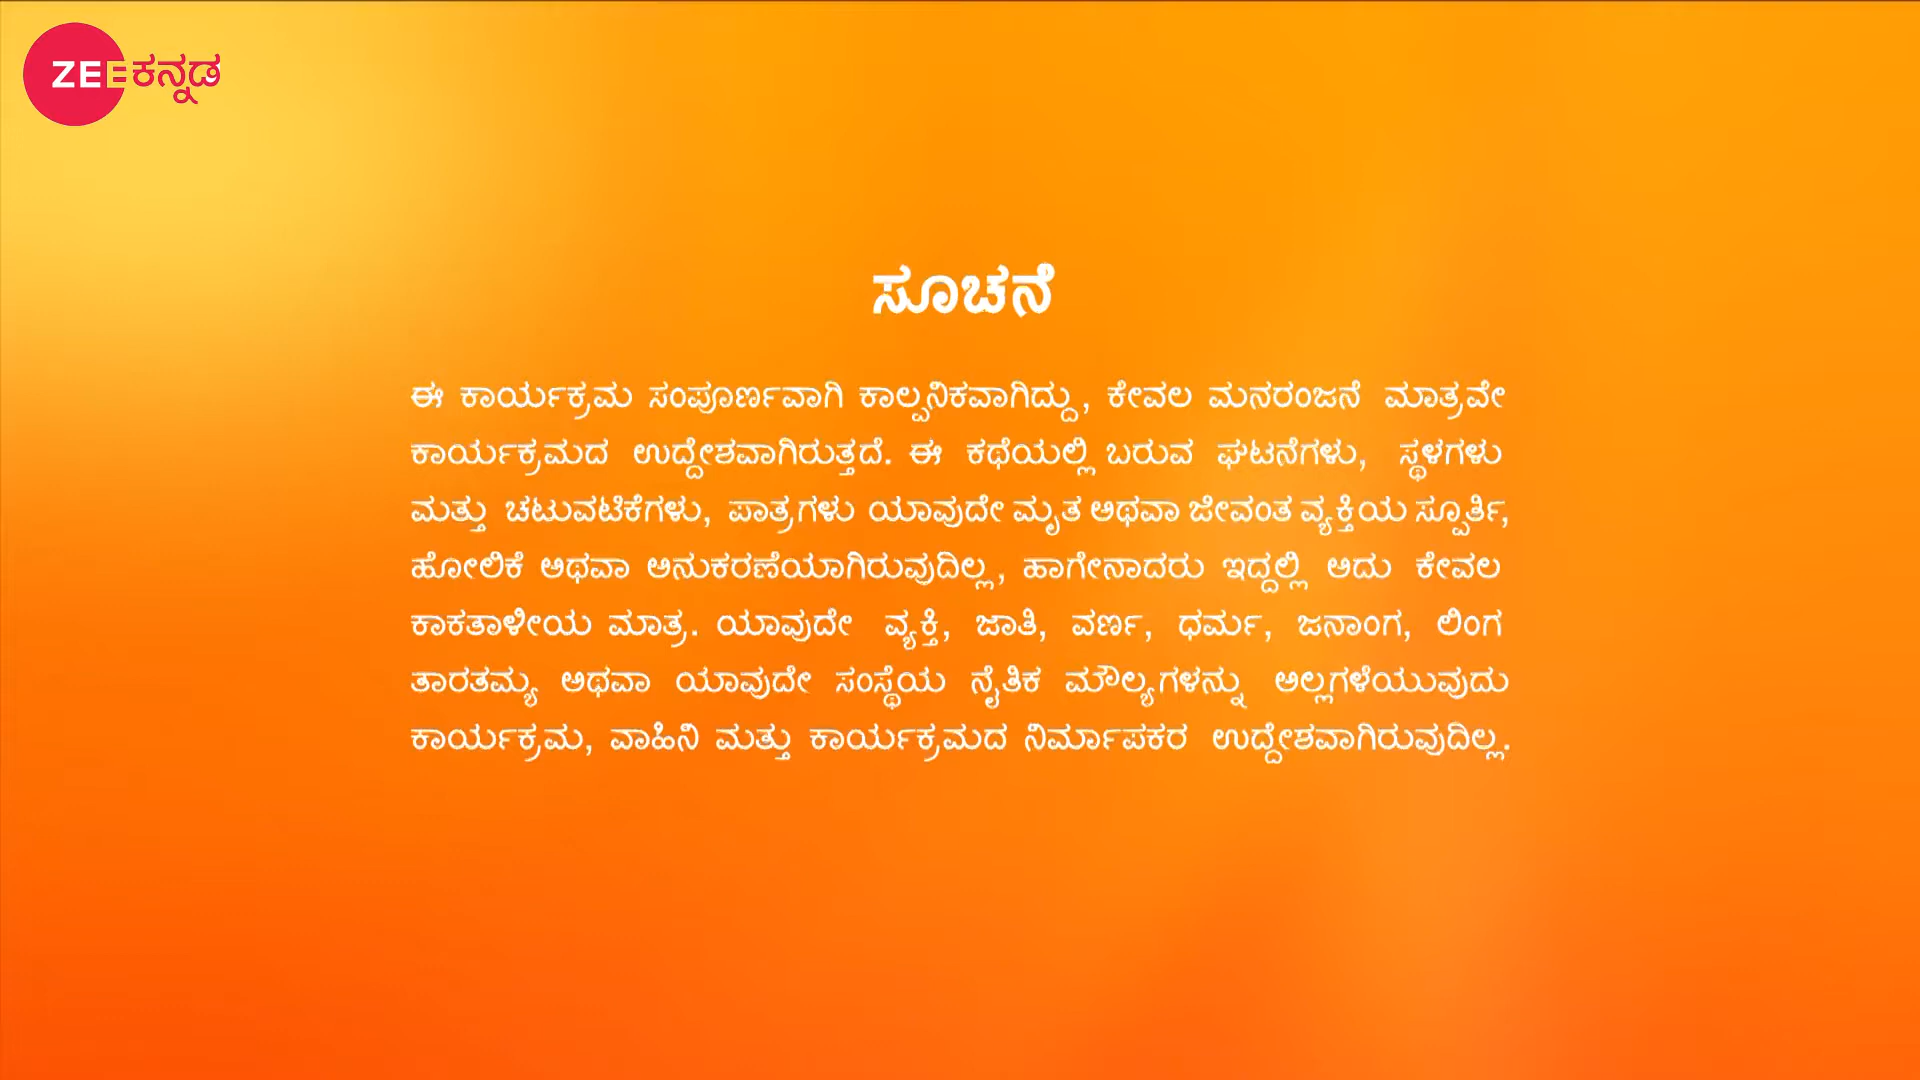 ZEE ಕನ್ನಡ
ಸೂಚನೆ
ಈ ಕಾರ್ಯಕ್ರಮ ಸಂಪೂರ್ಣವಾಗಿ ಕಾಲ್ಪನಿಕವಾಗಿದ್ದು, ಕೇವಲ ಮನರಂಜನೆ ಮಾತ್ರವೇ
ಕಾರ್ಯಕ್ರಮದ ಉದ್ದೇಶವಾಗಿರುತ್ತದೆ. ಈ ಕಥೆಯಲ್ಲಿ ಬರುವ ಘಟನೆಗಳು, ಸ್ಥಳಗಳು
ಮತ್ತು ಚಟುವಟಿಕೆಗಳು, ಪಾತ್ರಗಳು ಯಾವುದೇ ಮೃತ ಅಥವಾ ಜೀವಂತ ವ್ಯಕ್ತಿಯ ಸ್ಪೂರ್ತಿ,
ಹೋಲಿಕೆ ಅಥವಾ ಅನುಕರಣೆಯಾಗಿರುವುದಿಲ್ಲ, ಹಾಗೇನಾದರು ಇದ್ದಲ್ಲಿ ಅದು ಕೇವಲ
ಕಾಕತಾಳೀಯ ಮಾತ್ರ. ಯಾವುದೇ ವ್ಯಕ್ತಿ, ಜಾತಿ, ವರ್ಣ, ಧರ್ಮ, ಜನಾಂಗ, ಲಿಂಗ
ತಾರತಮ್ಯ ಅಥವಾ ಯಾವುದೇ ಸಂಸ್ಥೆಯ ನೈತಿಕ ಮೌಲ್ಯಗಳನ್ನು ಅಲ್ಲಗಳೆಯುವುದು
ಕಾರ್ಯಕ್ರಮ, ವಾಹಿನಿ ಮತ್ತು ಕಾರ್ಯಕ್ರಮದ ನಿರ್ಮಾಪಕರ ಉದ್ದೇಶವಾಗಿರುವುದಿಲ್ಲ.